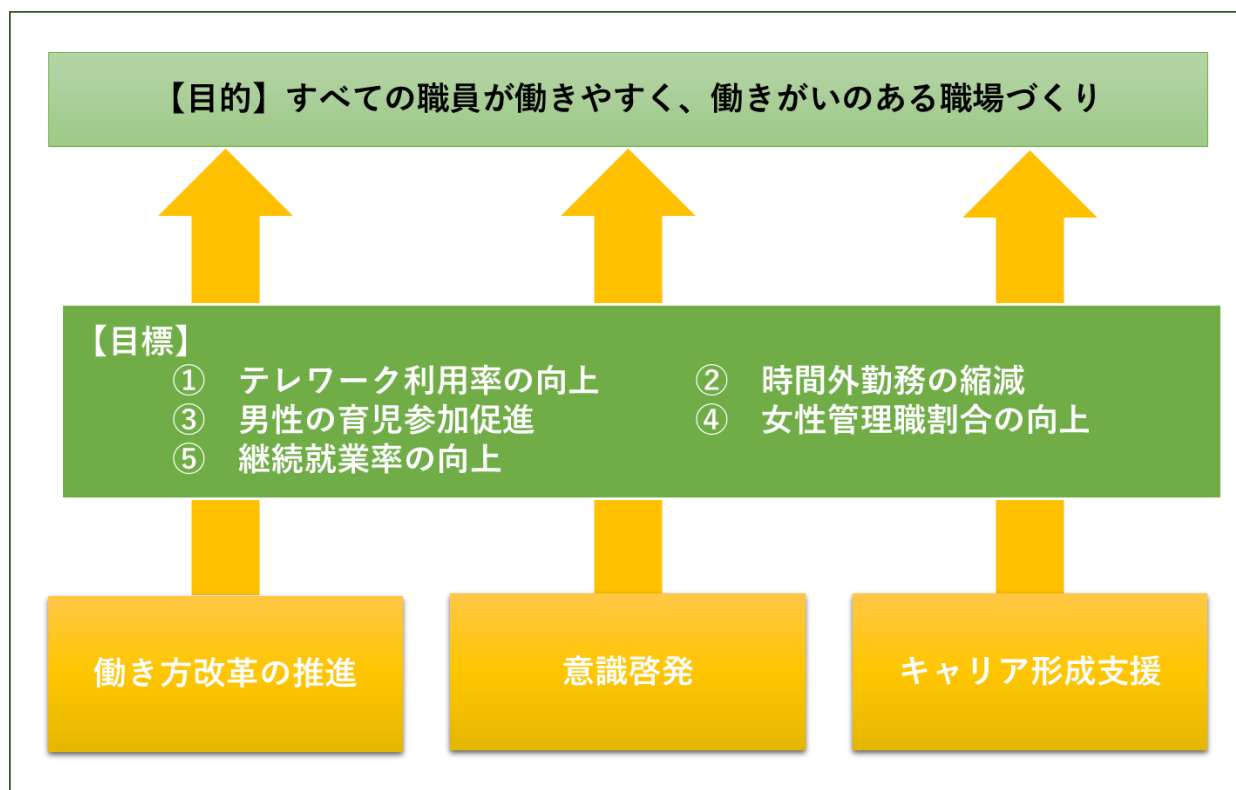 【目的】すべての職員が働きやすく、働きがいのある職場づくり
【目標】
① テレワーク利用率の向上 ② 時間外勤務の縮減
③ 男性の育児参加促進 ④ 女性管理職割合の向上
⑤ 継続就業率の向上
働き方改革の推進
意識啓発
キャリア形成支援